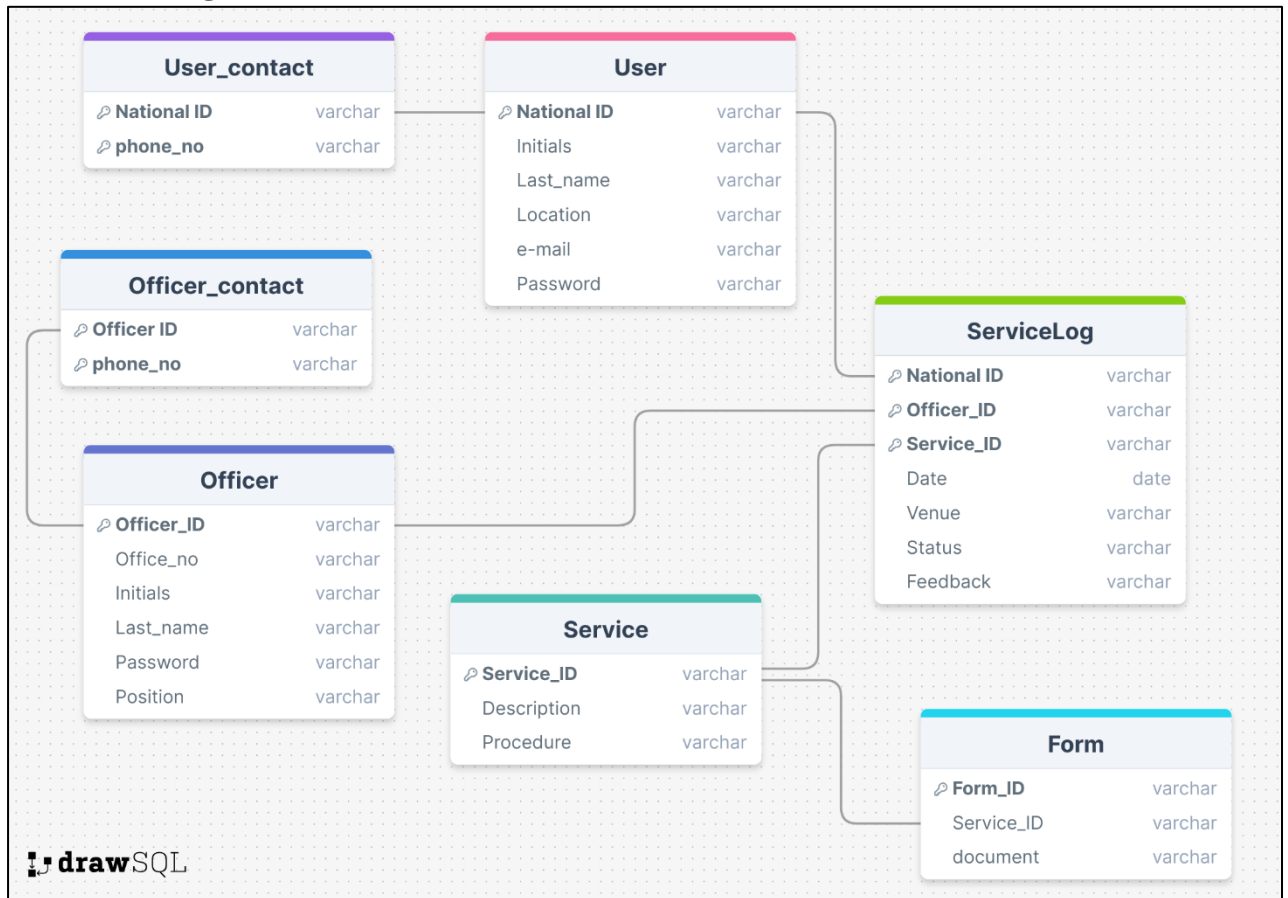 User_contact
National ID varchar
phone_no varchar
User
National ID varchar
Initials varchar
Last_name varchar
Location varchar
e-mail varchar
Password varchar
Officer_contact
Officer ID varchar
phone_no varchar
ServiceLog
National ID varchar
Officer_ID varchar
Service_ID varchar
Date date
Venue varchar
Status varchar
Feedback varchar
Officer
Officer_ID varchar
Office_no varchar
Initials varchar
Last_name varchar
Password varchar
Position varchar
Service
Service_ID varchar
Description varchar
Procedure varchar
Form
Form_ID varchar
Service_ID varchar
document varchar
drawSQL